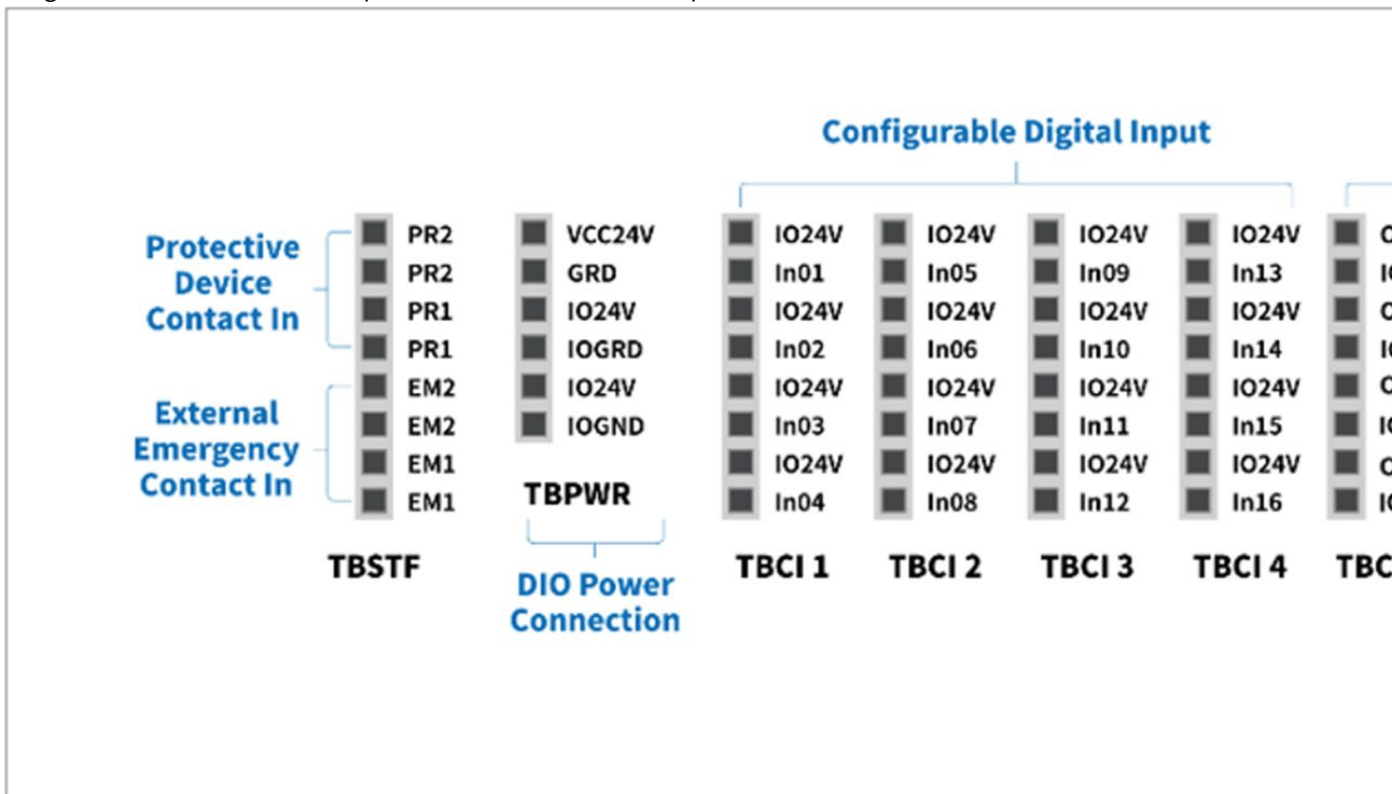 Configurable Digital Input
Protective
Device
Contact In
External
Emergency
Contact In
PR2
PR2
PR1
PR1
EM2
EM2
EM1
EM1
TBSTF
VCC24V
GRD
IO24V
IOGRD
IO24V
IOGND
TBPWR
DIO Power
Connection
IO24V
In01
IO24V
In02
IO24V
In03
IO24V
In04
TBCI 1
IO24V
In05
IO24V
In06
IO24V
In07
IO24V
In08
TBCI 2
IO24V
In09
IO24V
In10
IO24V
In11
IO24V
In12
TBCI 3
IO24V
In13
IO24V
In14
IO24V
In15
IO24V
In16
TBCI 4